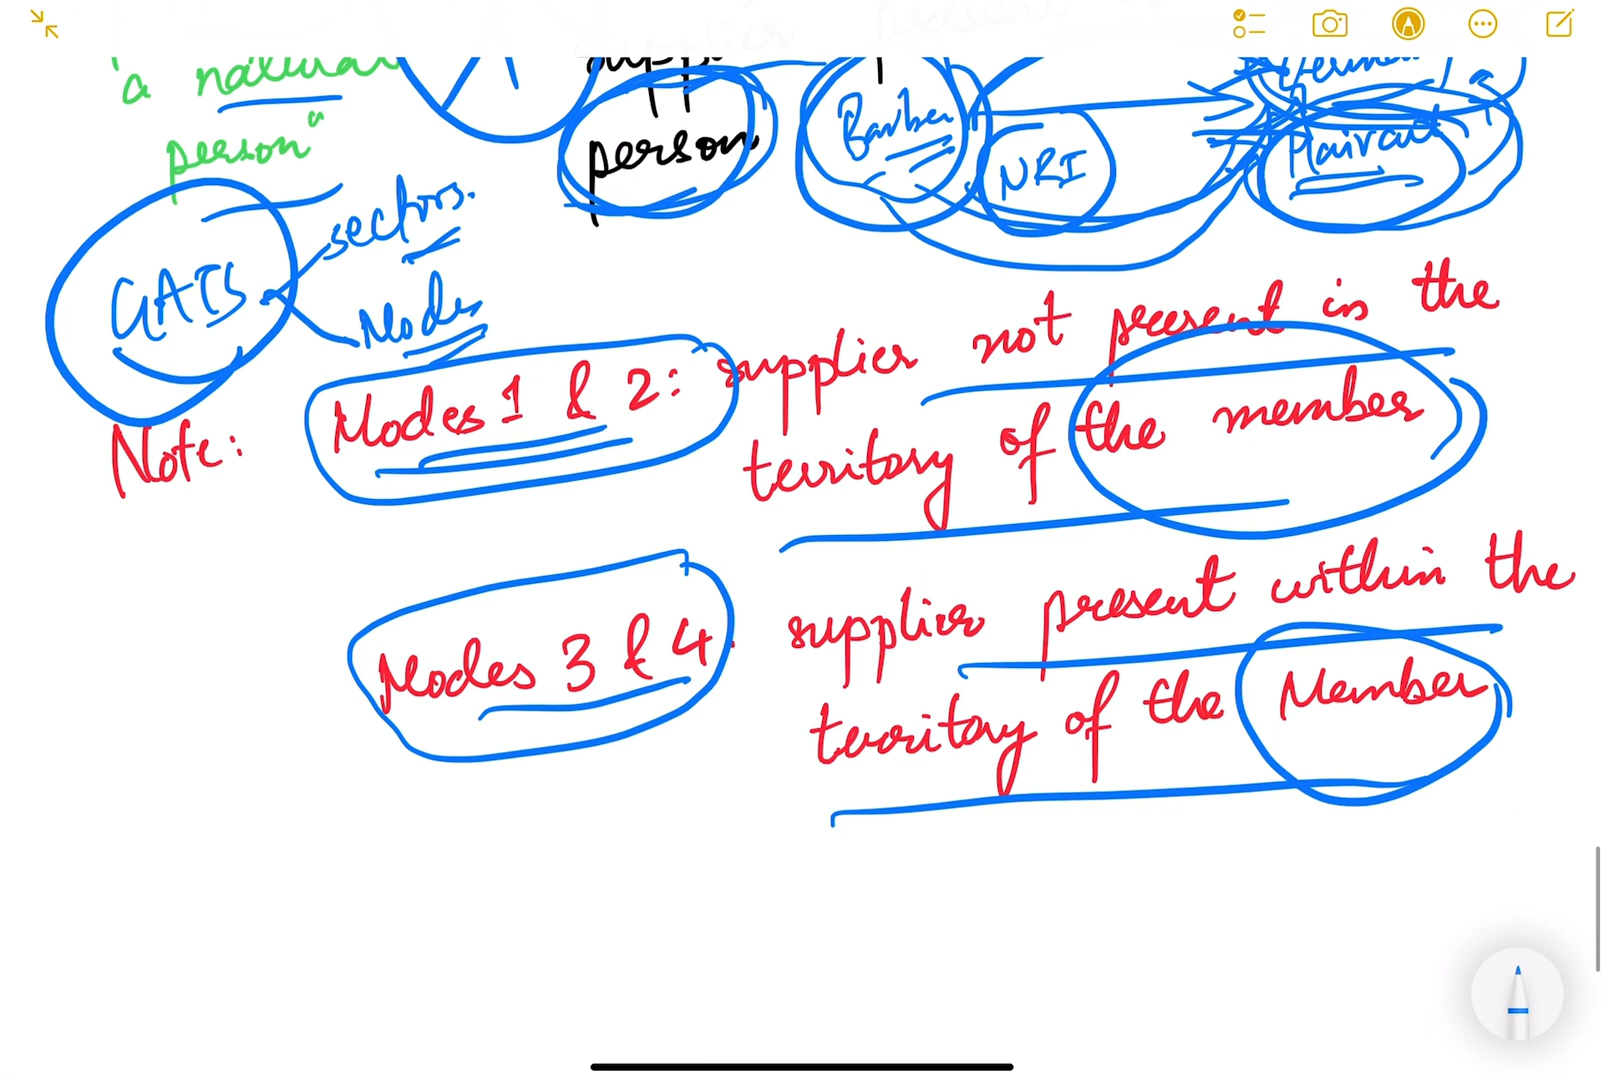 a natural
person"
person
Barber
NRI
Haircut
sectors.
GATS
Modes
Note: Modes 1 & 2: supplier not present in the
territory of the member
Modes 3 & 4: supplier present within the
territory of the Member